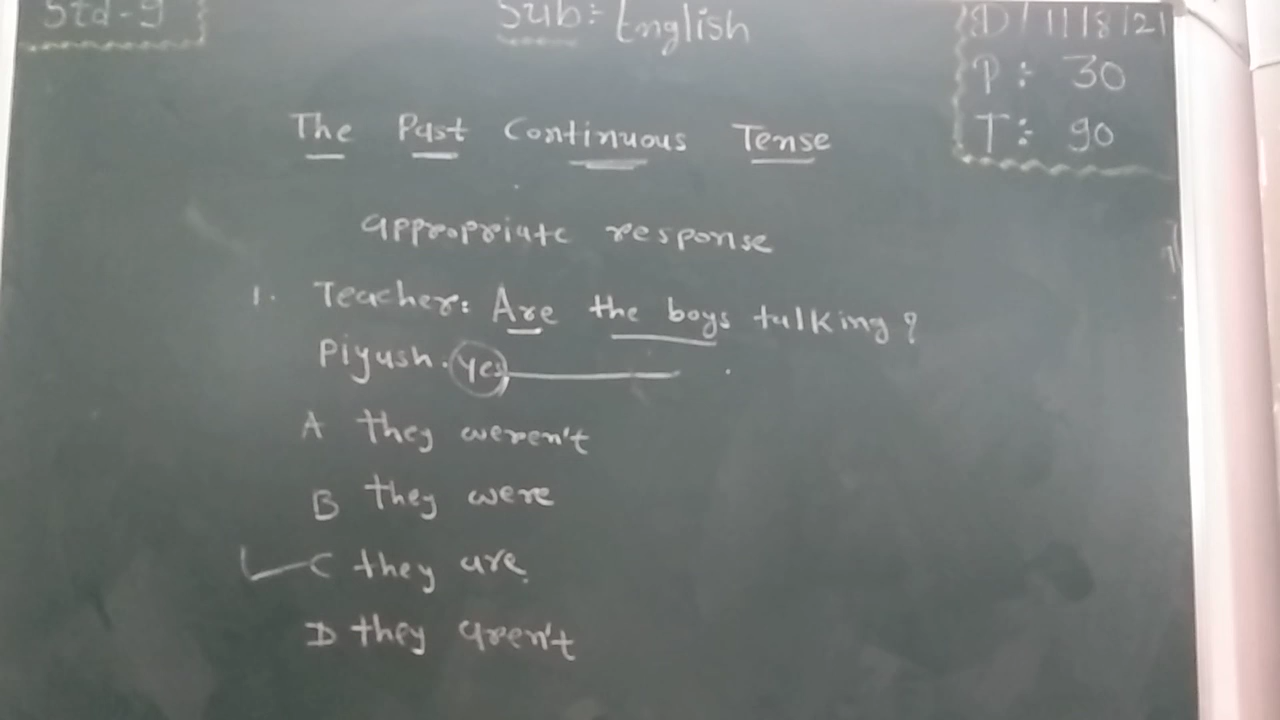 Std-9
Sub:- English
D / 11/8/21
P: 30
T: 90
The Past Continuous Tense
appropriate response
1. Teacher: Are the boys talking?
Piyush. yes .
A they weren't
B they were
C they are.
D they aren't